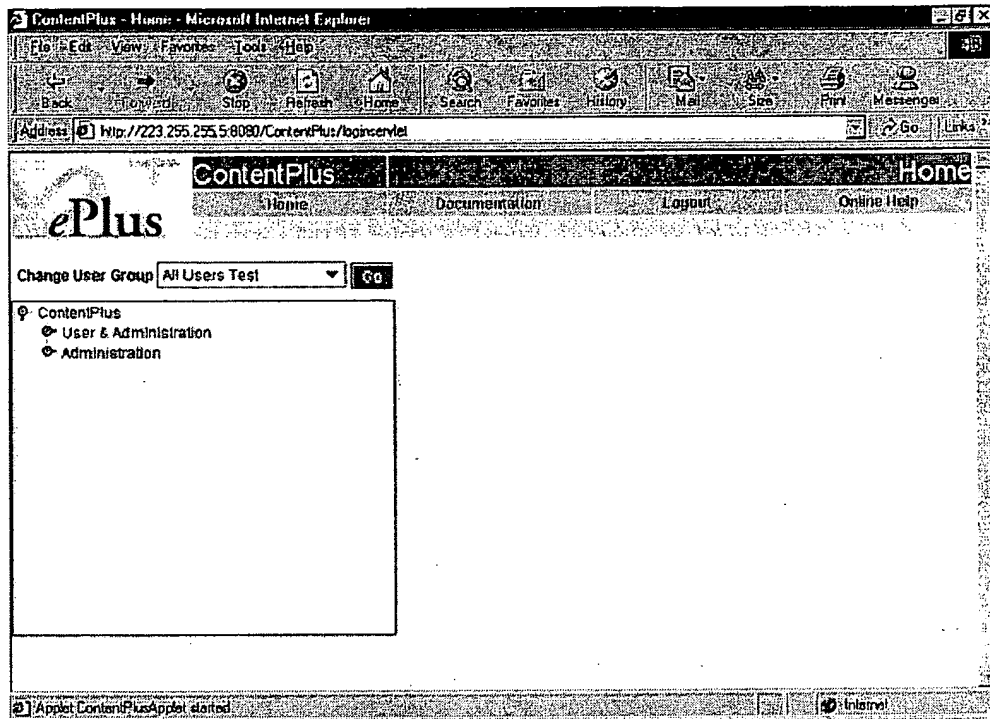 ContentPlus - Home - Microsoft Internet Explorer
File Edit View Favorites Tools Help
Back Forward Stop Refresh Home Search Favorites History Mail Size Print Messenger
Address http://223.255.255.5:8080/ContentPlus/loginservlet Go Links
ePlus
ContentPlus Home
Home Documentation Logout Online Help
Change User Group All Users Test Go
ContentPlus
User & Administration
Administration
Applet ContentPlusApplet started Internet